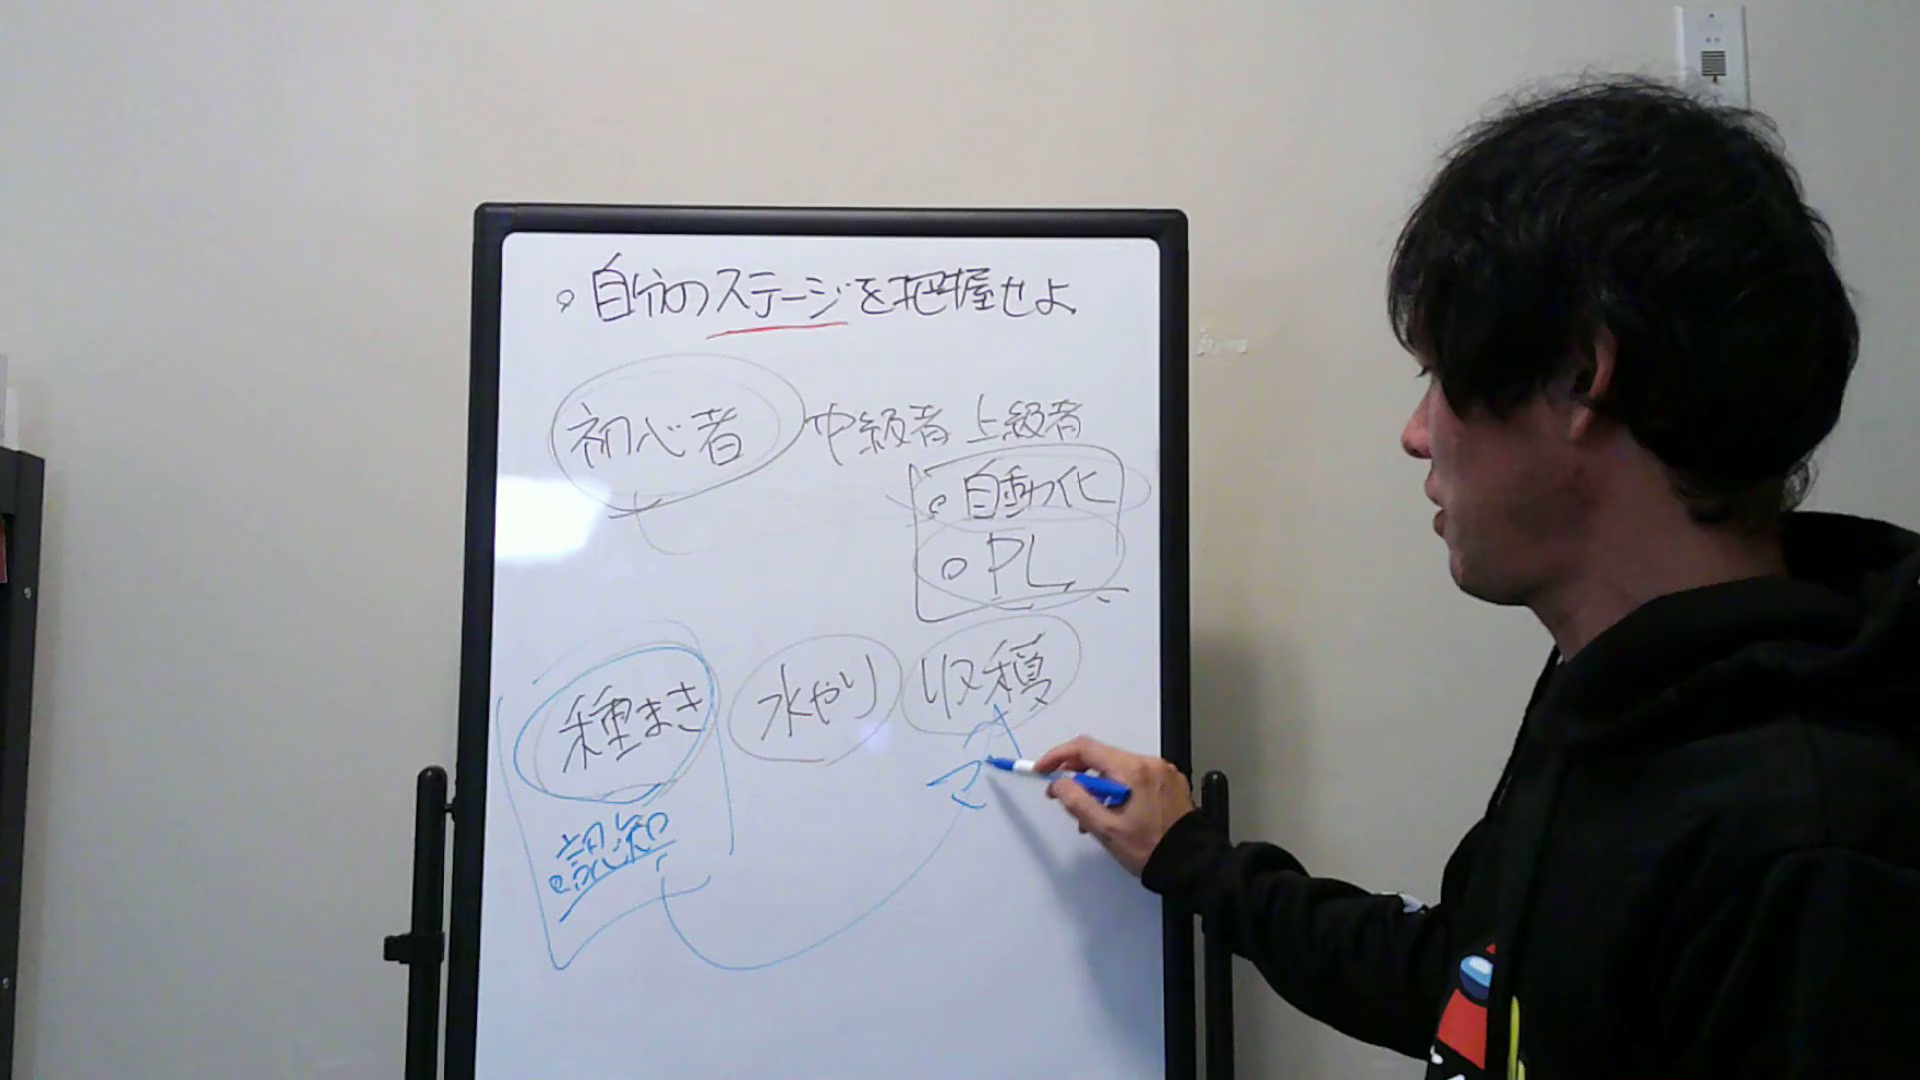 自分のステージを把握せよ
初心者 中級者 上級者
自動化
PL
種まき 水やり 収穫
認知